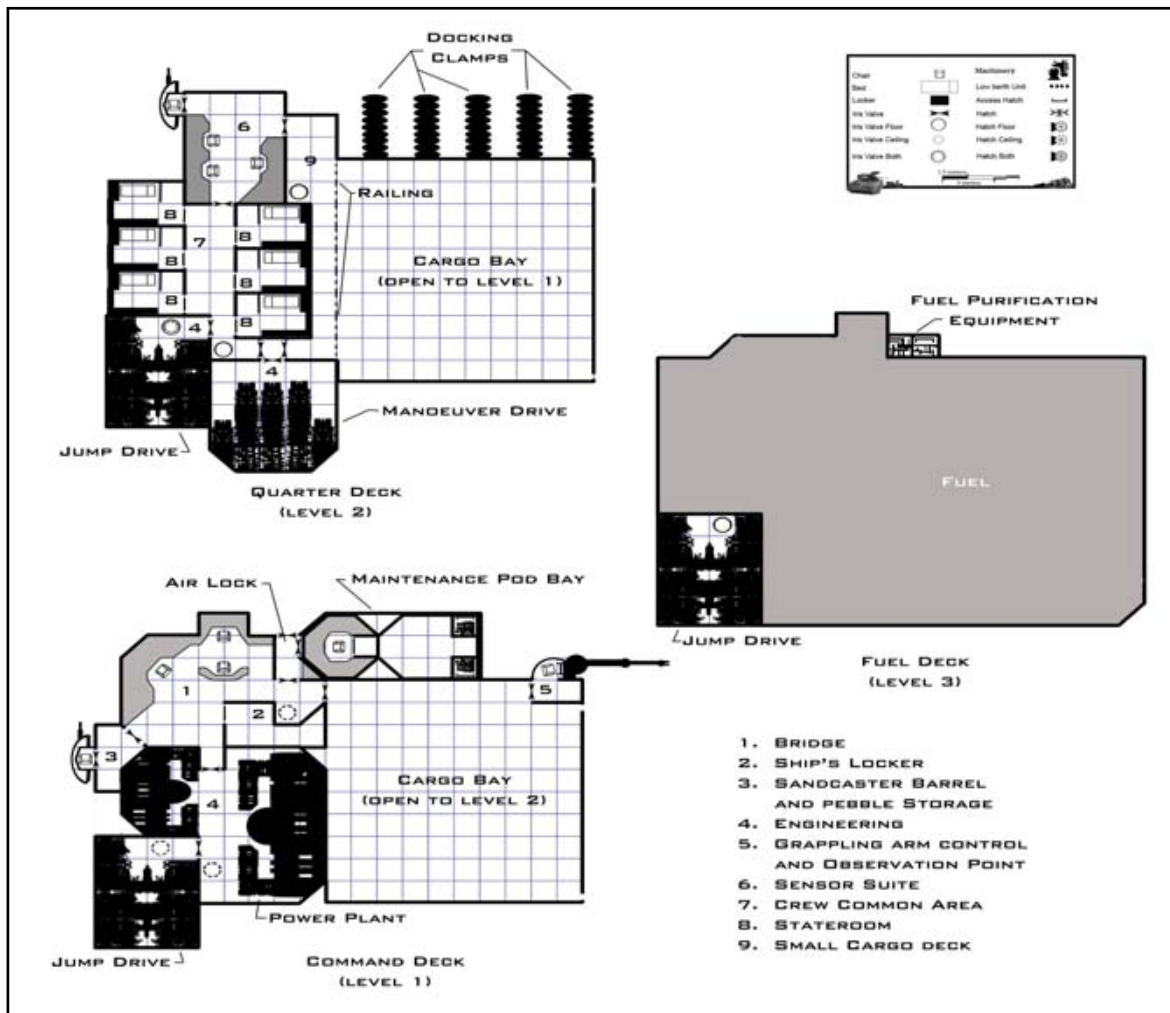 Docking
Clamps
6
9
Railing
8
7
8
8
8
8
8
4
4
Cargo Bay
(open to level 1)
Manoeuver Drive
Jump Drive
Quarter Deck
(Level 2)
Chair
Bed
Locker
Iris Valve
Iris Valve Floor
Iris Valve Ceiling
Iris Valve Both
Machinery
Low berth Unit
Access Hatch
Hatch
Hatch Floor
Hatch Ceiling
Hatch Both
Fuel Purification
Equipment
Fuel
Jump Drive
Fuel Deck
(Level 3)
Air Lock
Maintenance Pod Bay
1
2
3
4
5
Cargo Bay
(open to level 2)
Power Plant
Jump Drive
Command Deck
(Level 1)
1. Bridge
2. Ship's Locker
3. Sandcaster Barrel
and pebble Storage
4. Engineering
5. Grappling arm control
and Observation Point
6. Sensor Suite
7. Crew Common Area
8. Stateroom
9. Small Cargo deck